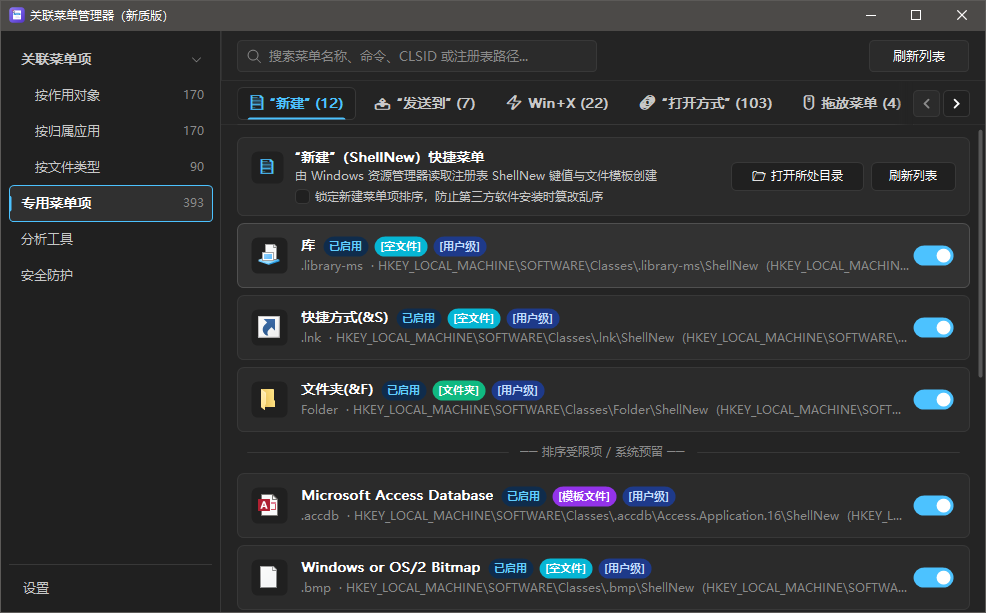 关联菜单管理器（新质版）
关联菜单项
按作用对象 170
按归属应用 170
按文件类型 90
专用菜单项 393
分析工具
安全防护
设置
搜索菜单名称、命令、CLSID 或注册表路径...
刷新列表
“新建” (12) “发送到” (7) Win+X (22) “打开方式” (103) 拖放菜单 (4)
“新建”（ShellNew）快捷菜单
由 Windows 资源管理器读取注册表 ShellNew 键值与文件模板创建
锁定新建菜单项排序，防止第三方软件安装时篡改乱序
打开所处目录 刷新列表
库 已启用 [空文件] [用户级]
.library-ms · HKEY_LOCAL_MACHINE\SOFTWARE\Classes\.library-ms\ShellNew (HKEY_LOCAL_MACHIN...
快捷方式(&S) 已启用 [空文件] [用户级]
.lnk · HKEY_LOCAL_MACHINE\SOFTWARE\Classes\.lnk\ShellNew (HKEY_LOCAL_MACHINE\SOFTWARE\...
文件夹(&F) 已启用 [文件夹] [用户级]
Folder · HKEY_LOCAL_MACHINE\SOFTWARE\Classes\Folder\ShellNew (HKEY_LOCAL_MACHINE\SOFT...
── 排序受限项 / 系统预留 ──
Microsoft Access Database 已启用 [模板文件] [用户级]
.accdb · HKEY_LOCAL_MACHINE\SOFTWARE\Classes\.accdb\Access.Application.16\ShellNew (HKEY_L...
Windows or OS/2 Bitmap 已启用 [空文件] [用户级]
.bmp · HKEY_LOCAL_MACHINE\SOFTWARE\Classes\.bmp\ShellNew (HKEY_LOCAL_MACHINE\SOFTWA...